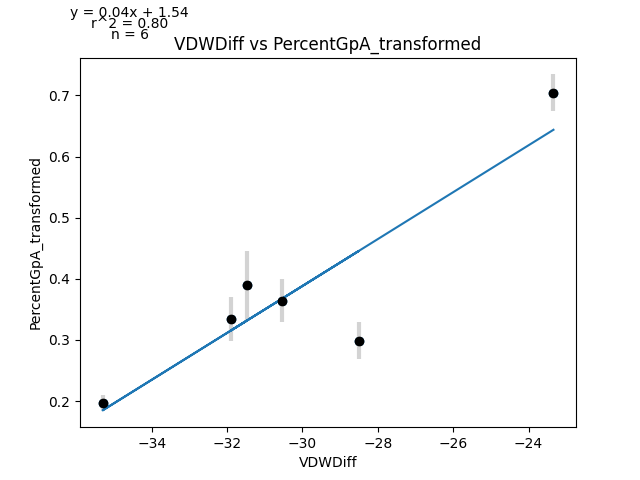 y = 0.04x + 1.54
r^2 = 0.80
n = 6
VDWDiff vs PercentGpA_transformed
PercentGpA_transformed
0.7
0.6
0.5
0.4
0.3
0.2
−34
−32
−30
−28
−26
−24
VDWDiff